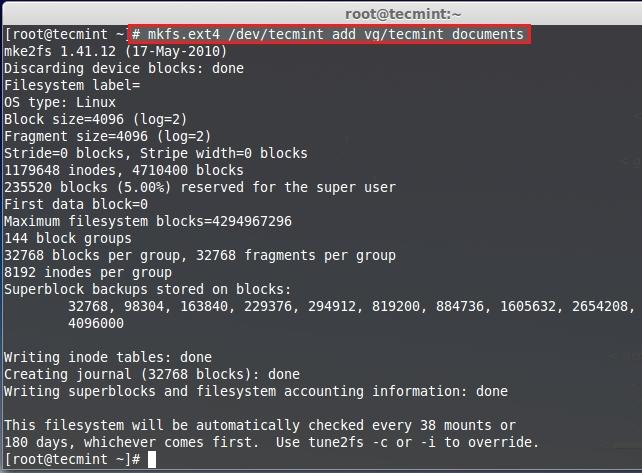 root@tecmint:~
[root@tecmint ~]# mkfs.ext4 /dev/tecmint_add_vg/tecmint_documents
mke2fs 1.41.12 (17-May-2010)
Discarding device blocks: done
Filesystem label=
OS type: Linux
Block size=4096 (log=2)
Fragment size=4096 (log=2)
Stride=0 blocks, Stripe width=0 blocks
1179648 inodes, 4710400 blocks
235520 blocks (5.00%) reserved for the super user
First data block=0
Maximum filesystem blocks=4294967296
144 block groups
32768 blocks per group, 32768 fragments per group
8192 inodes per group
Superblock backups stored on blocks:
32768, 98304, 163840, 229376, 294912, 819200, 884736, 1605632, 2654208,
4096000
Writing inode tables: done
Creating journal (32768 blocks): done
Writing superblocks and filesystem accounting information: done
This filesystem will be automatically checked every 38 mounts or
180 days, whichever comes first.  Use tune2fs -c or -i to override.
[root@tecmint ~]#